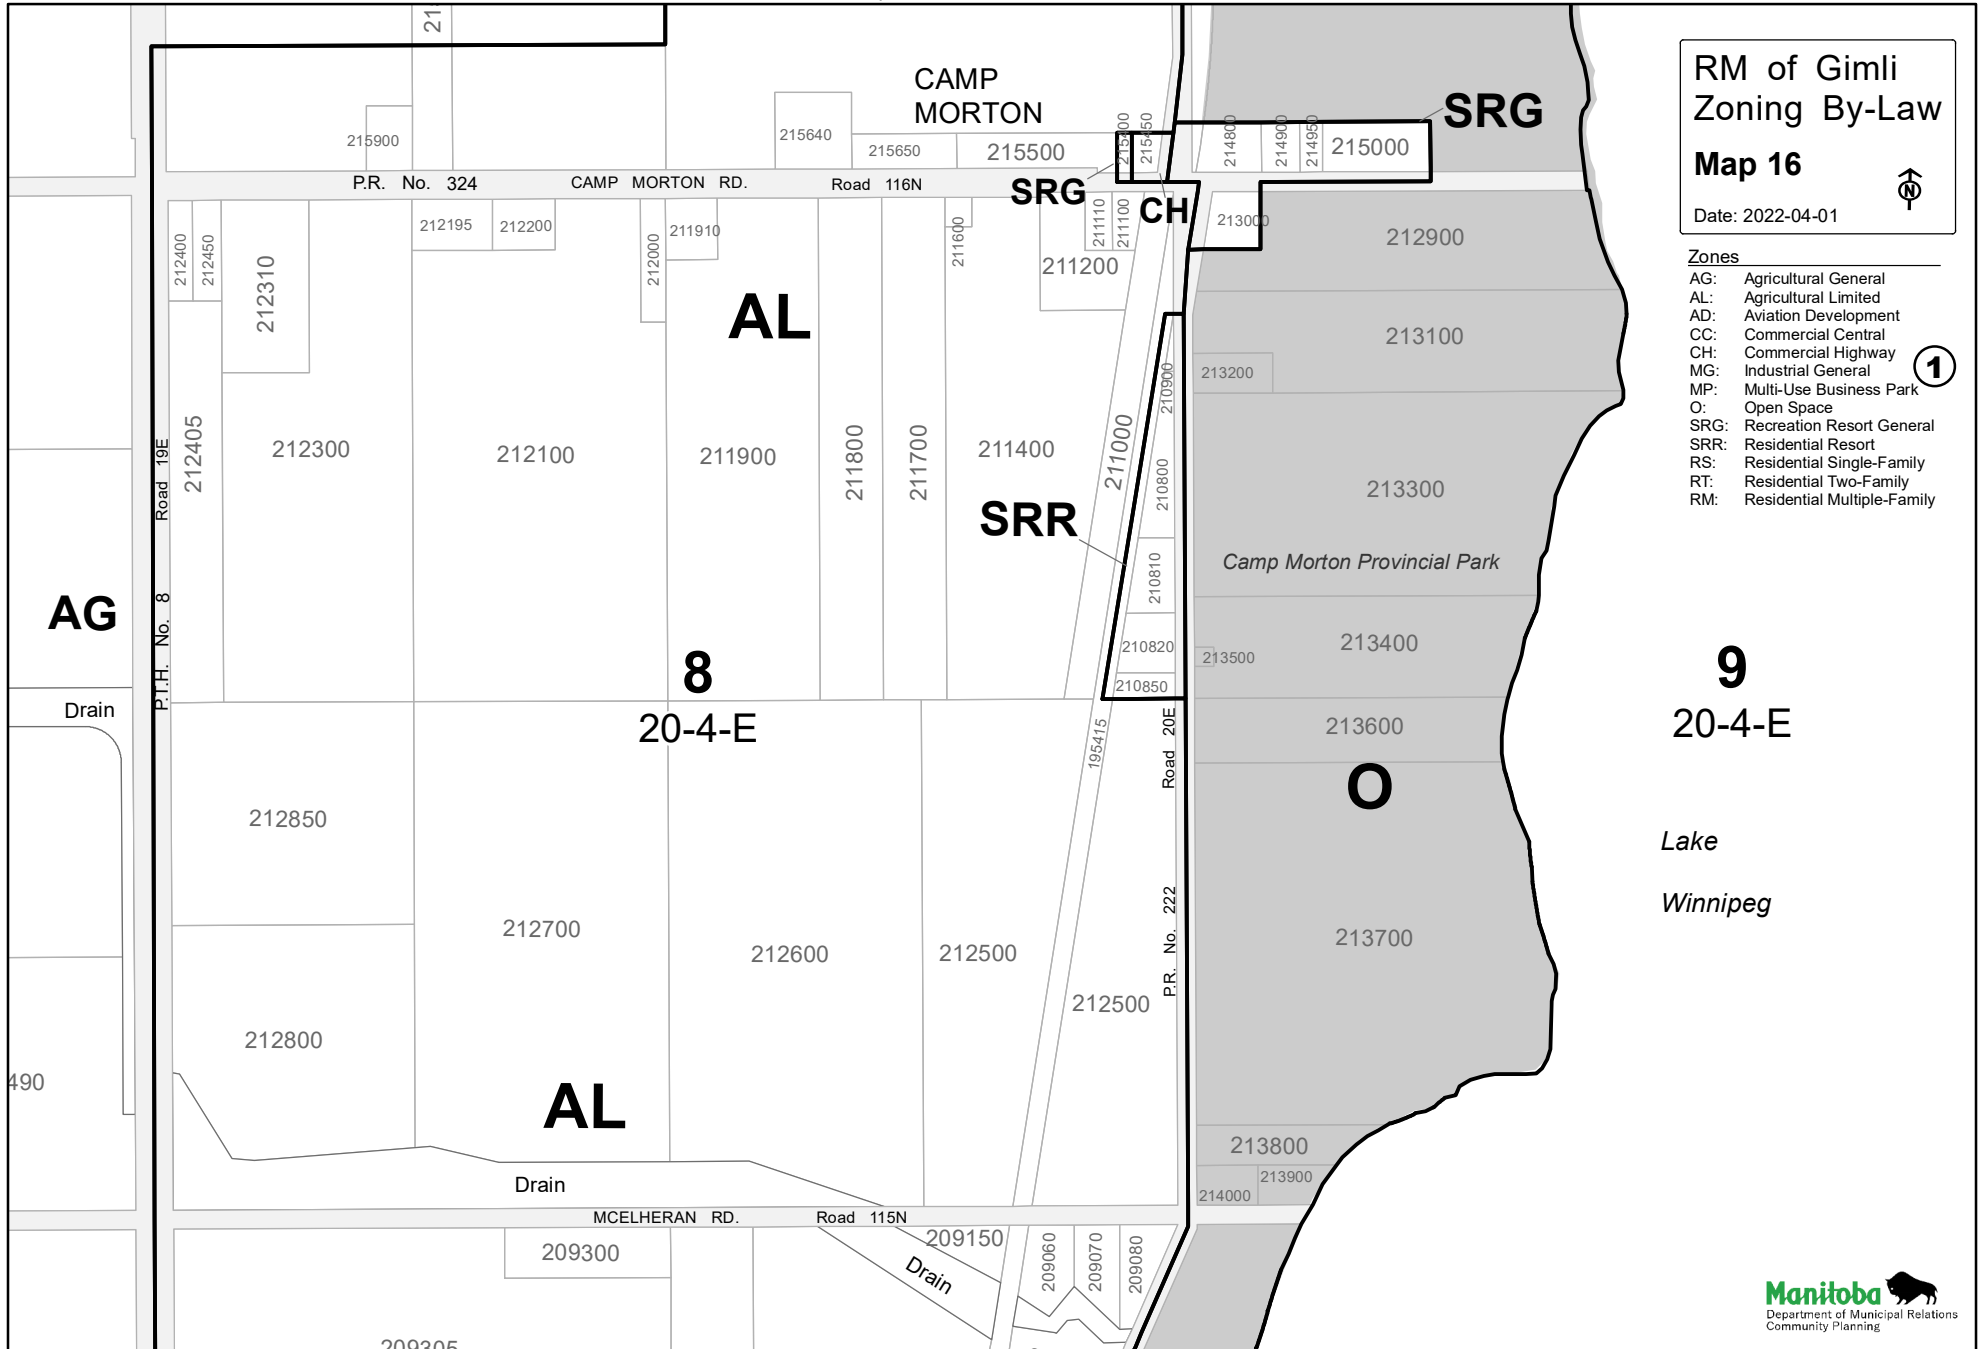 RM of Gimli
Zoning By-Law
Map 16
N
Date: 2022-04-01
Zones
AG: Agricultural General
AL: Agricultural Limited
AD: Aviation Development
CC: Commercial Central
CH: Commercial Highway
MG: Industrial General
MP: Multi-Use Business Park
O: Open Space
SRG: Recreation Resort General
SRR: Residential Resort
RS: Residential Single-Family
RT: Residential Two-Family
RM: Residential Multiple-Family
1
CAMP
MORTON
SRG
215900
215640
215650
215500
215450
214800
214900
214950
215000
P.R. No. 324
CAMP MORTON RD.
Road 116N
SRG
CH
212400
212450
212310
212195
212200
212000
211910
211600
211110
211100
211200
213000
212900
AL
213100
213200
210900
212405
212300
212100
211900
211800
211700
211400
211000
210800
213300
SRR
Camp Morton Provincial Park
210810
Road 19E
P.T.H. No. 8
AG
210820
213400
213500
210850
8
20-4-E
9
20-4-E
Drain
195415
Road 20E
213600
O
212850
Lake
Winnipeg
212700
212600
212500
212500
P.R. No. 222
213700
212800
490
AL
213800
213900
214000
Drain
MCELHERAN RD.
Road 115N
209300
209150
209060
209070
209080
Drain
209305
Manitoba
Department of Municipal Relations
Community Planning